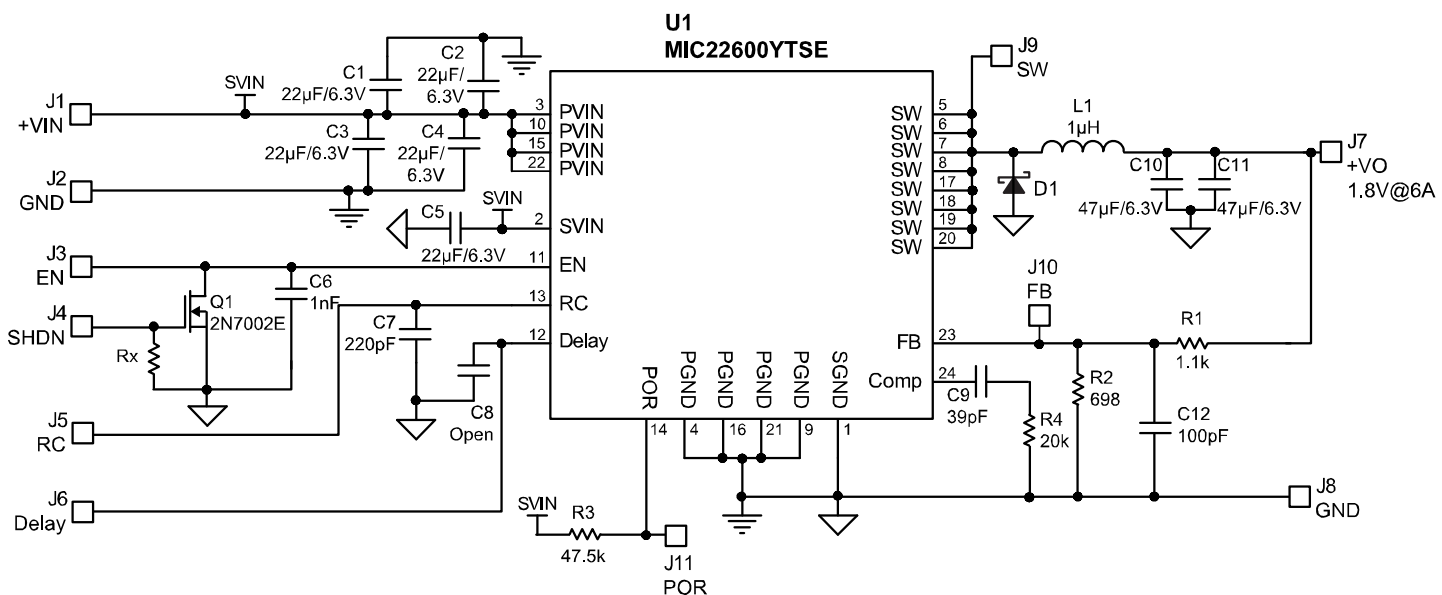 U1
MIC22600YTSE
J1
+VIN
SVIN
C1
22µF/6.3V
C2
22µF/
6.3V
C3
22µF/6.3V
C4
22µF/
6.3V
J2
GND
C5
22µF/6.3V
SVIN
J3
EN
J4
SHDN
Rx
Q1
2N7002E
C6
1nF
C7
220pF
C8
Open
J5
RC
J6
Delay
3
PVIN
10
PVIN
15
PVIN
22
PVIN
2
SVIN
11
EN
13
RC
12
Delay
POR
PGND
PGND
PGND
PGND
SGND
14
4
16
21
9
1
SVIN
R3
47.5k
J11
POR
SW
5
SW
6
SW
7
SW
8
SW
17
SW
18
SW
19
SW
20
FB
23
Comp
24
J9
SW
L1
1µH
D1
C10
47µF/6.3V
C11
47µF/6.3V
J7
+VO
1.8V@6A
J10
FB
R1
1.1k
R2
698
C9
39pF
R4
20k
C12
100pF
J8
GND